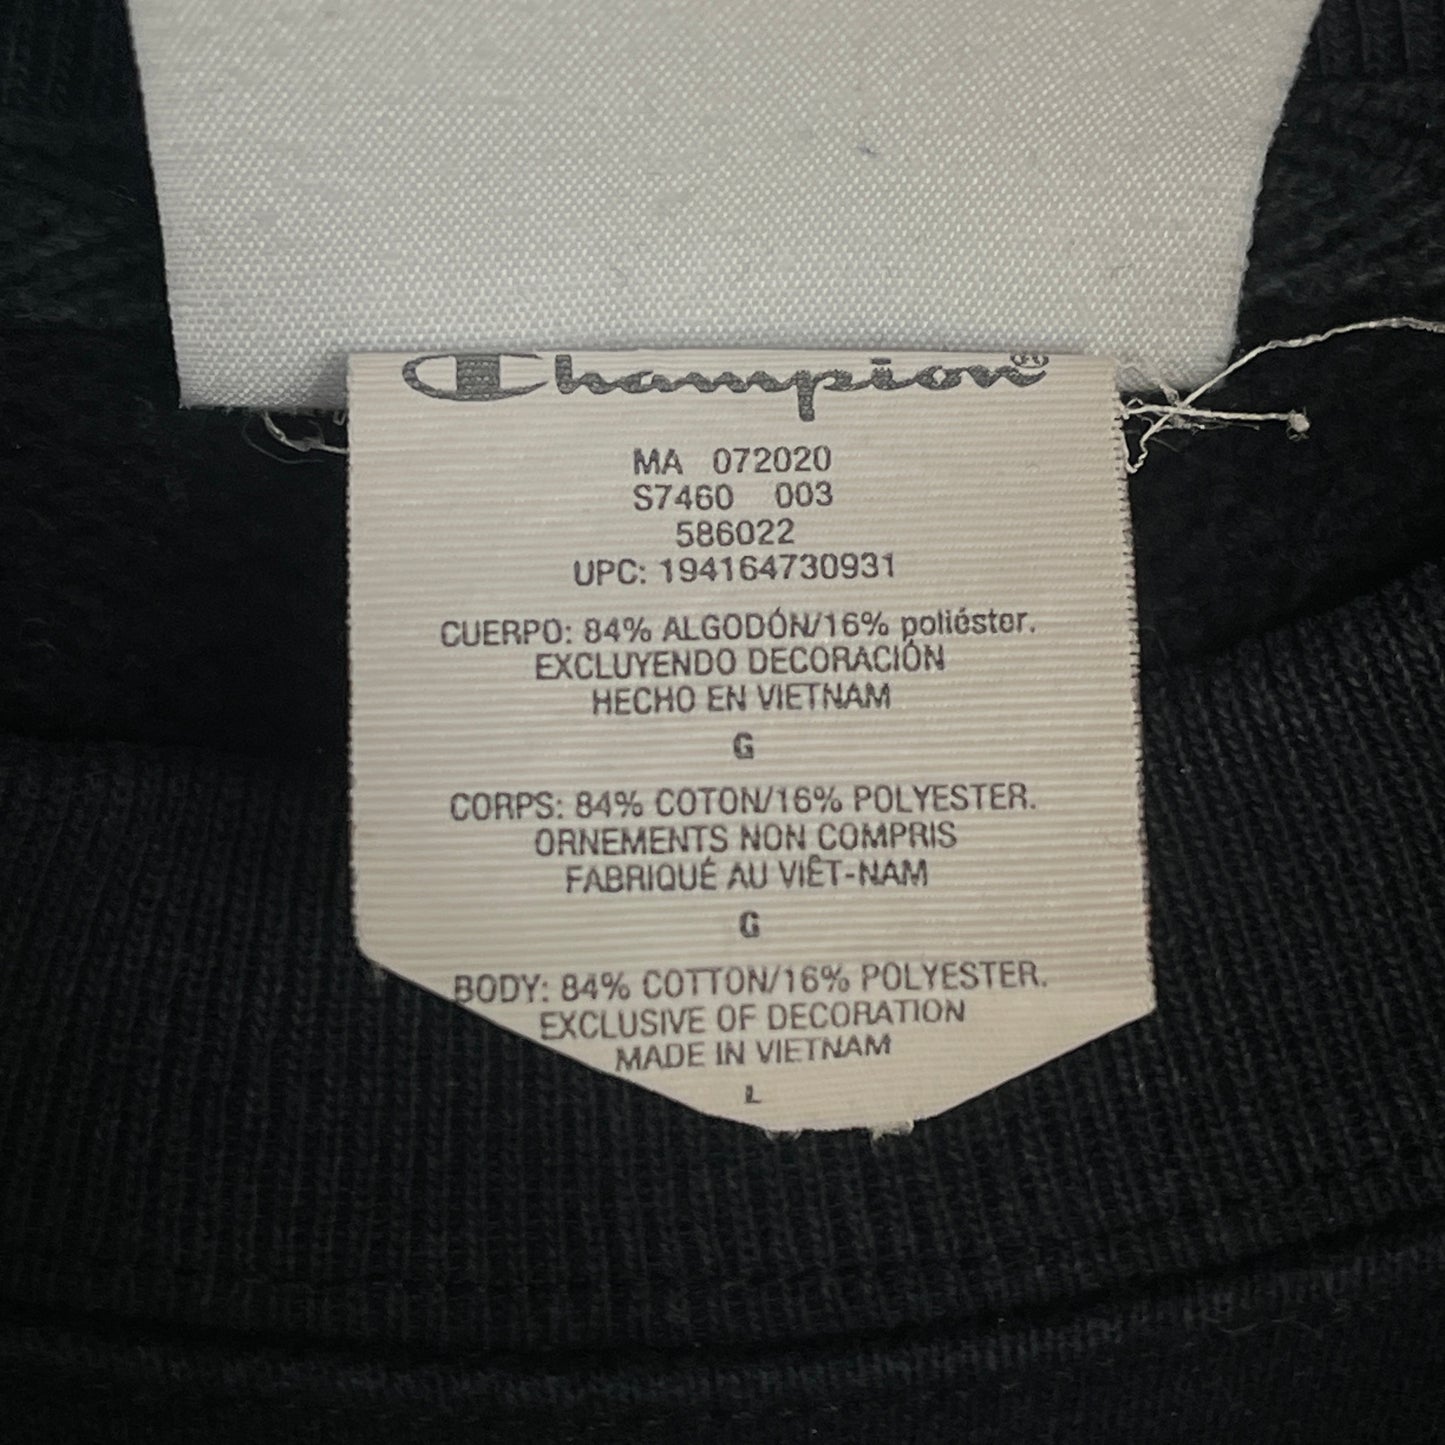 Champion®
MA 072020
S7460 003
586022
UPC: 194164730931
CUERPO: 84% ALGODÓN/16% poliéster.
EXCLUYENDO DECORACIÓN
HECHO EN VIETNAM
G
CORPS: 84% COTON/16% POLYESTER.
ORNEMENTS NON COMPRIS
FABRIQUÉ AU VIÊT-NAM
G
BODY: 84% COTTON/16% POLYESTER.
EXCLUSIVE OF DECORATION
MADE IN VIETNAM
L